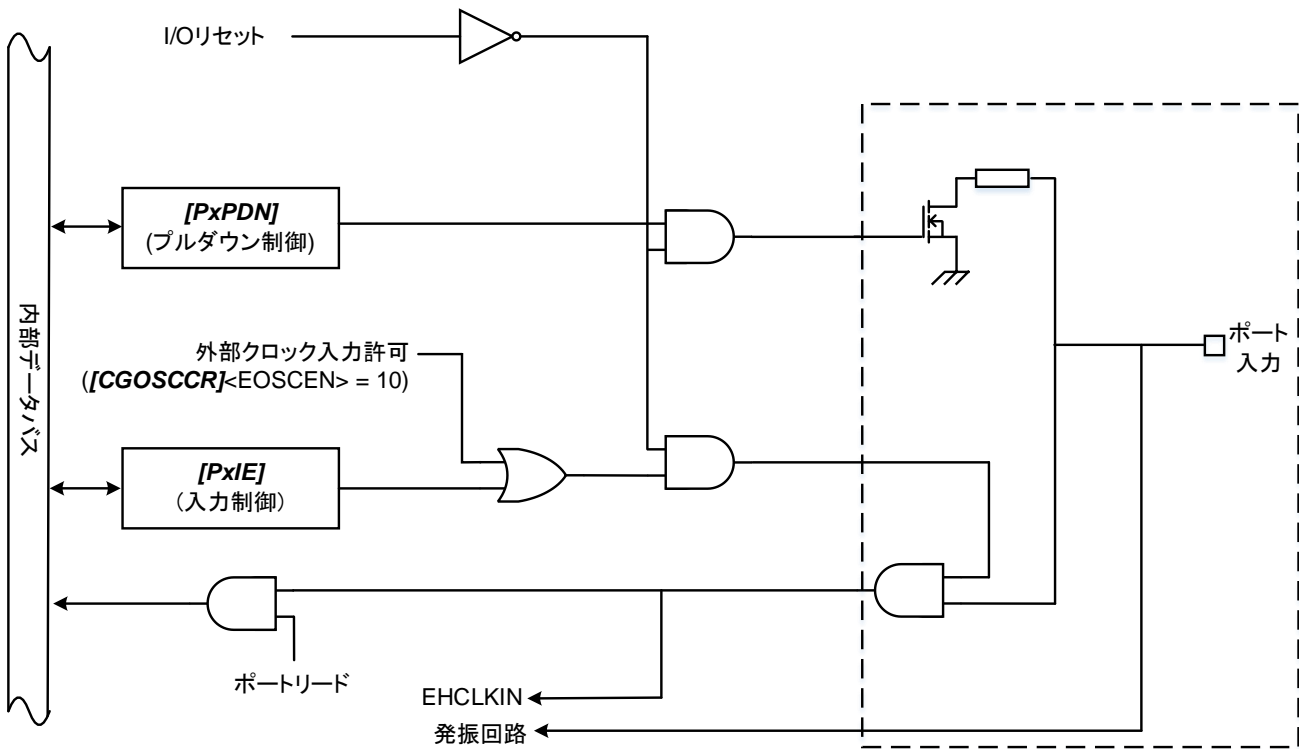 I/Oリセット
[PxPDN]
(プルダウン制御)
内部データバス
外部クロック入力許可
([CGOSCCR]<EOSCEN> = 10)
ポート
入力
[PxIE]
(入力制御)
ポートリード
EHCLKIN
発振回路